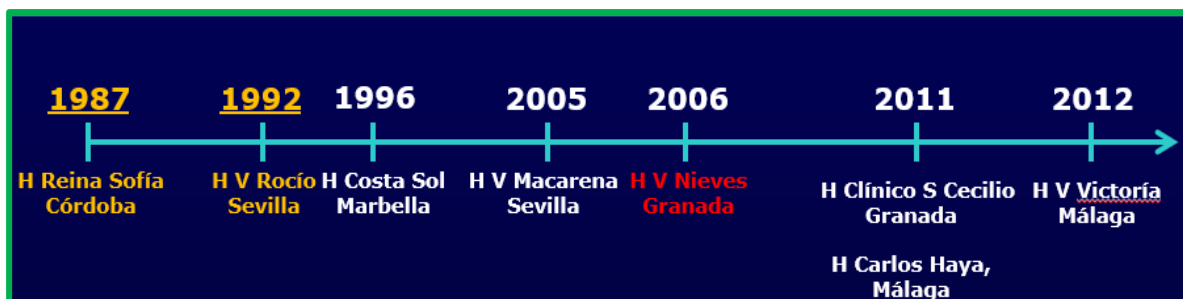 1987
1992
1996
2005
2006
2011
2012
H Reina Sofía
Córdoba
H V Rocío
Sevilla
H Costa Sol
Marbella
H V Macarena
Sevilla
H V Nieves
Granada
H Clínico S Cecilio
Granada
H Carlos Haya,
Málaga
H V Victoría
Málaga